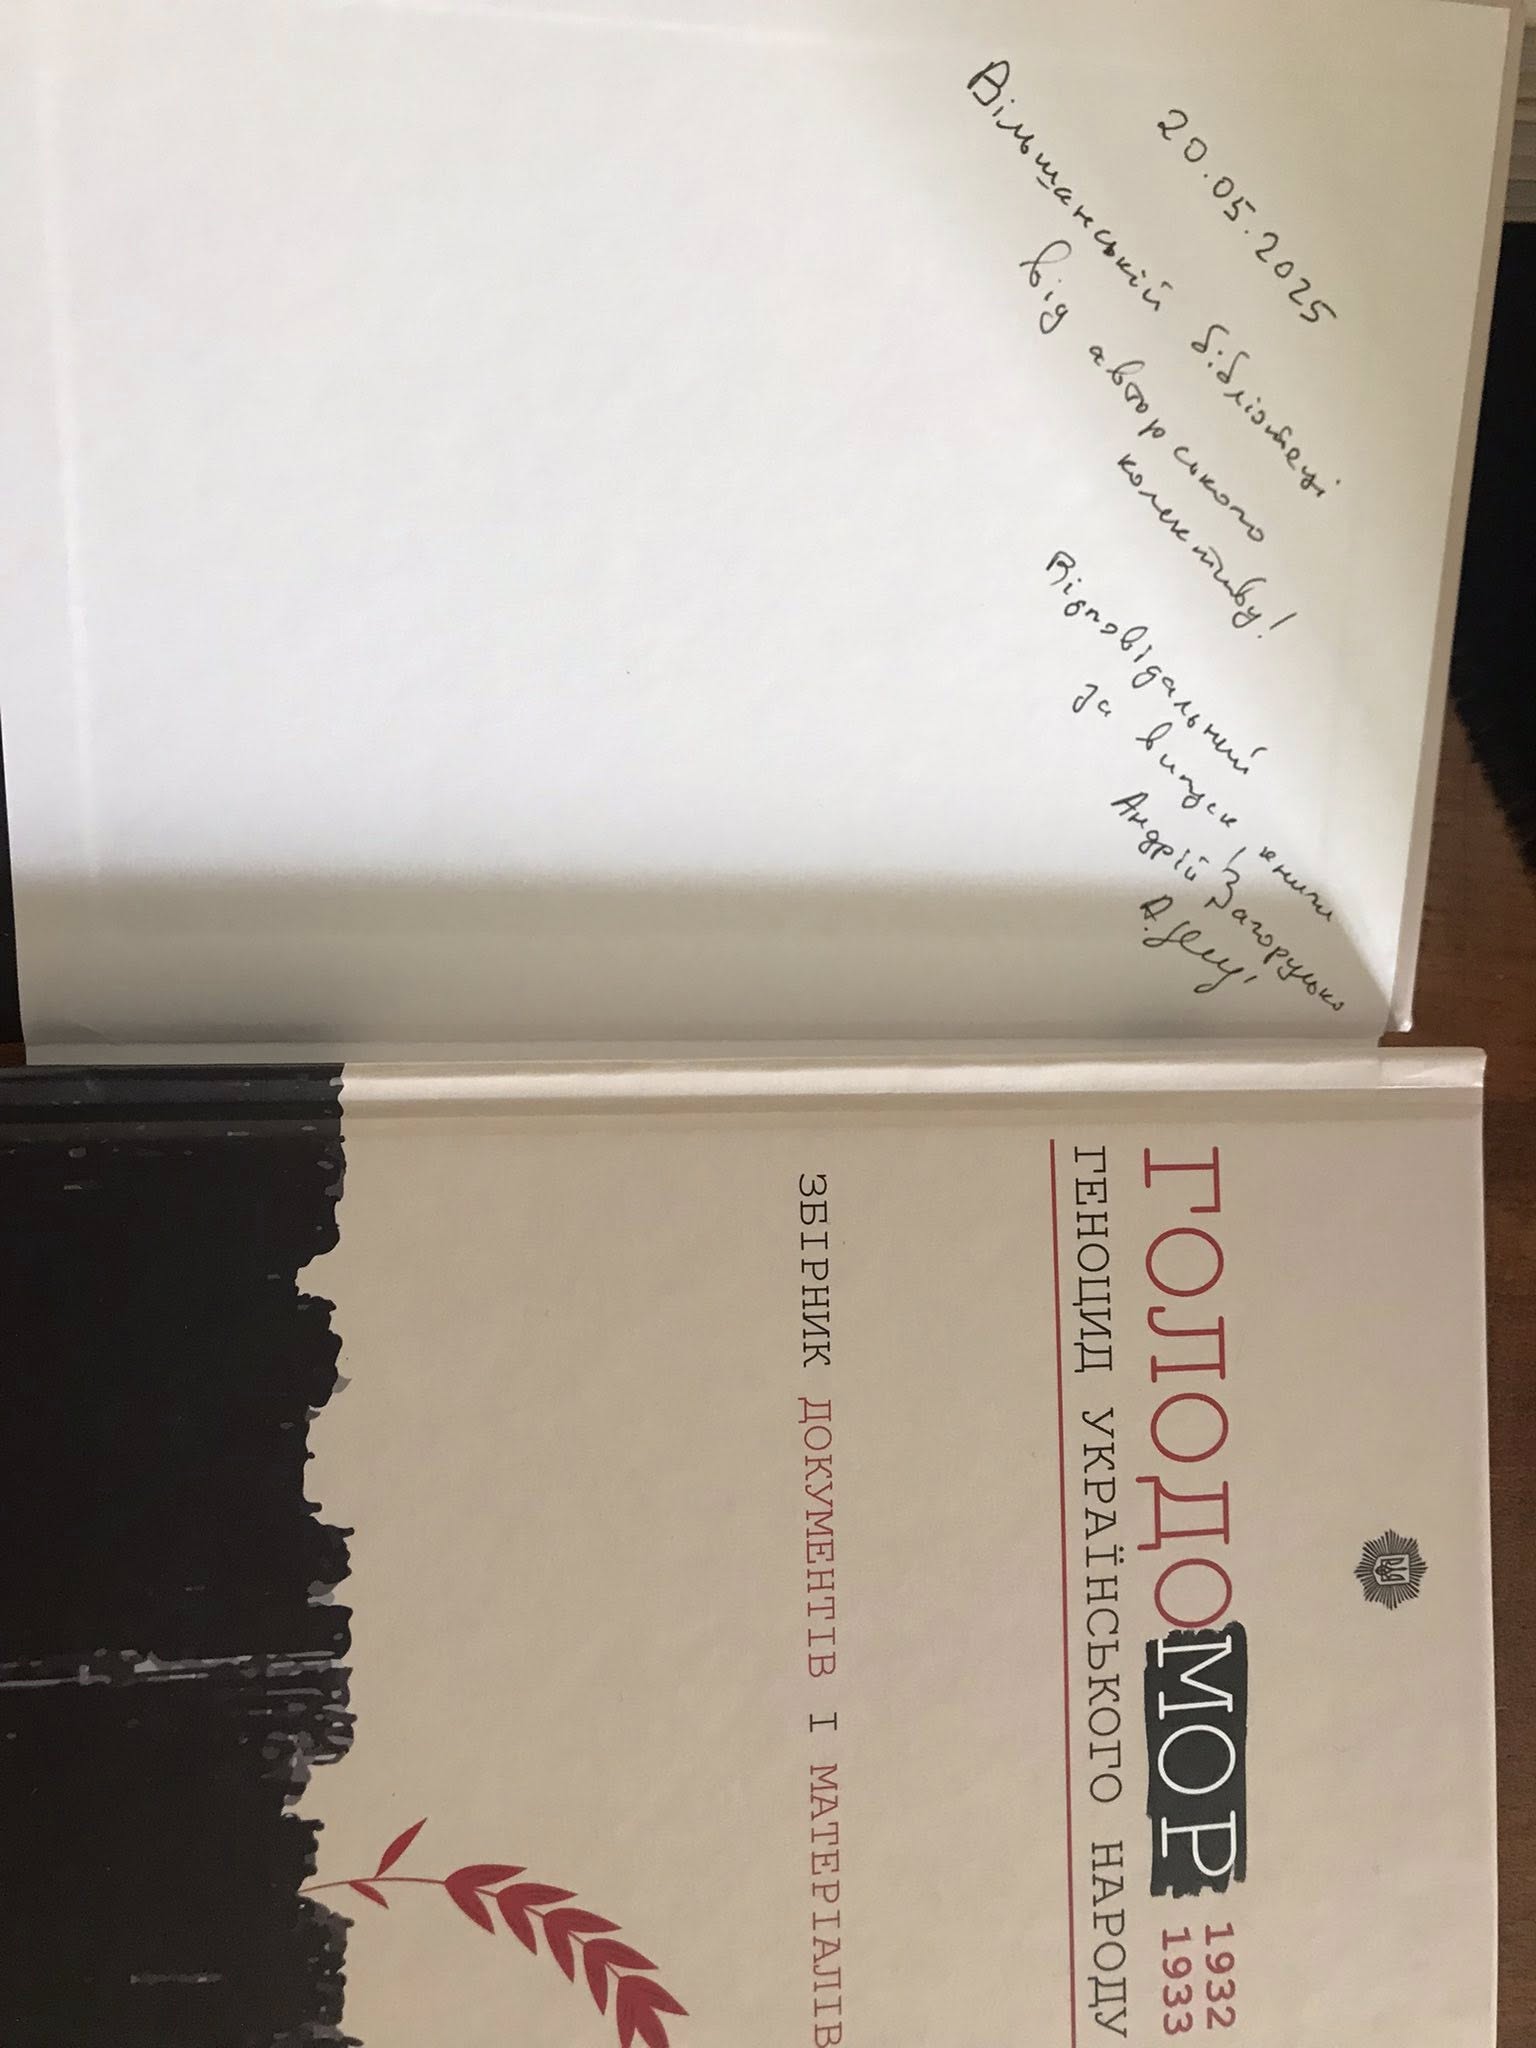 20.05.2025
Вільшанській бібліотеці
від авторського
колективу!
Відповідальний
за випуск книги
Андрій Загорулько
ГОЛОДОМОР 1932 1933
ГЕНОЦИД УКРАЇНСЬКОГО НАРОДУ
ЗБІРНИК ДОКУМЕНТІВ І МАТЕРІАЛІВ